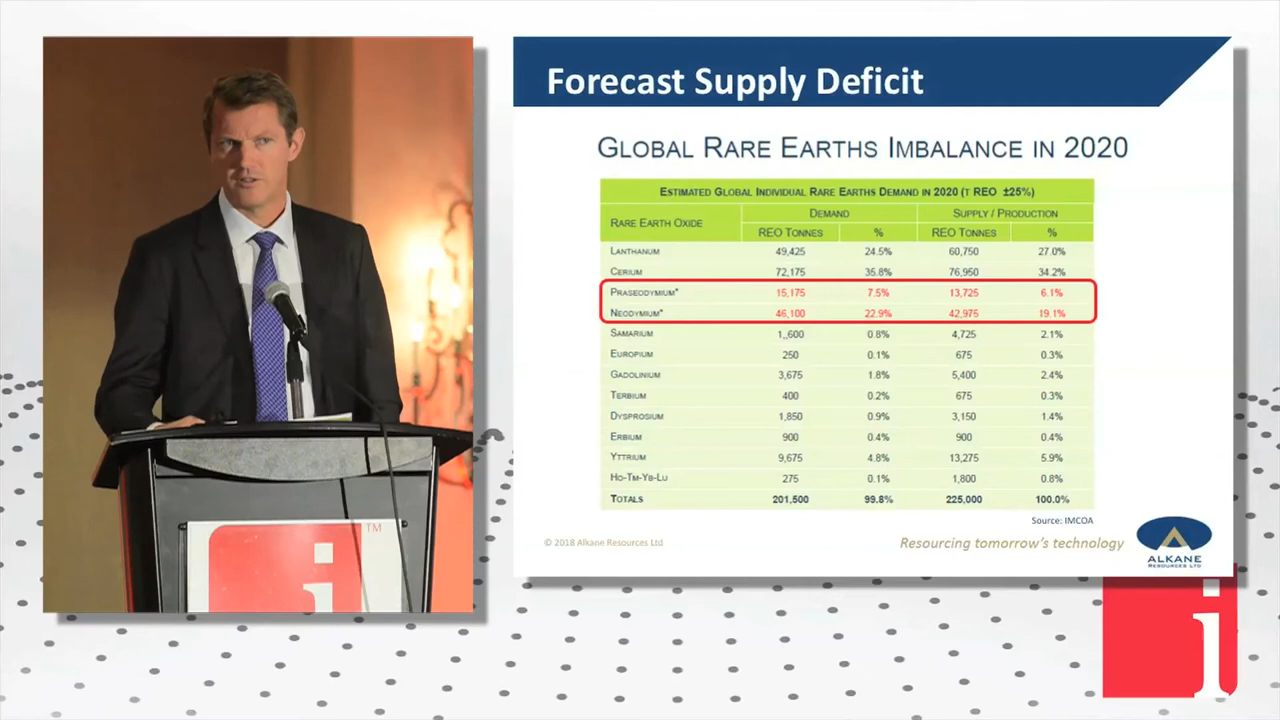 Forecast Supply Deficit
GLOBAL RARE EARTHS IMBALANCE IN 2020
ESTIMATED GLOBAL INDIVIDUAL RARE EARTHS DEMAND IN 2020 (T REO ±25%)
RARE EARTH OXIDE DEMAND SUPPLY / PRODUCTION
REO TONNES % REO TONNES %
LANTHANUM 49,425 24.5% 60,750 27.0%
CERIUM 72,175 35.8% 76,950 34.2%
PRASEODYMIUM* 15,175 7.5% 13,725 6.1%
NEODYMIUM* 46,100 22.9% 42,975 19.1%
SAMARIUM 1,,600 0.8% 4,725 2.1%
EUROPIUM 250 0.1% 675 0.3%
GADOLINIUM 3,675 1.8% 5,400 2.4%
TERBIUM 400 0.2% 675 0.3%
DYSPROSIUM 1,850 0.9% 3,150 1.4%
ERBIUM 900 0.4% 900 0.4%
YTTRIUM 9,675 4.8% 13,275 5.9%
HO-TM-YB-LU 275 0.1% 1,800 0.8%
TOTALS 201,500 99.8% 225,000 100.0%
Source: IMCOA
© 2018 Alkane Resources Ltd
Resourcing tomorrow's technology
ALKANE
RESOURCES LTD
i
TM
i